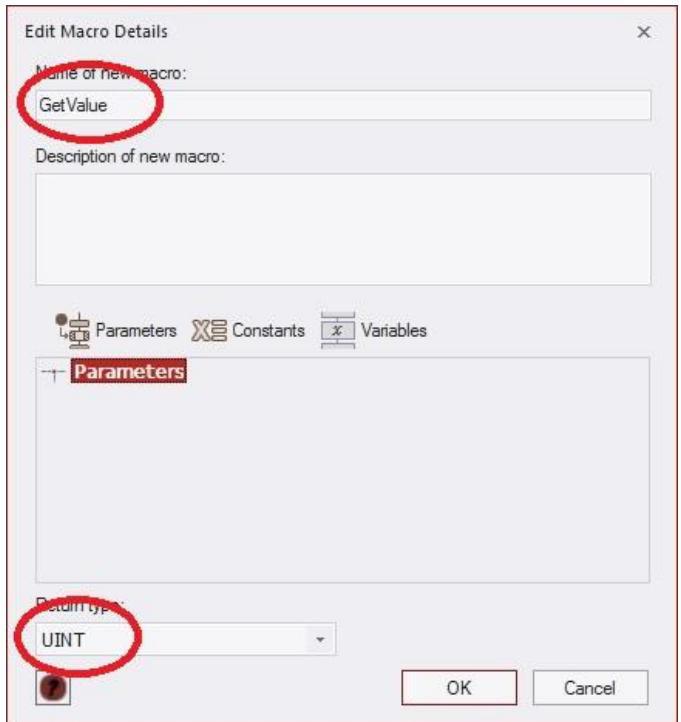 Edit Macro Details
Name of new macro:
GetValue
Description of new macro:
Parameters Constants Variables
Parameters
Return type:
UINT
OK Cancel